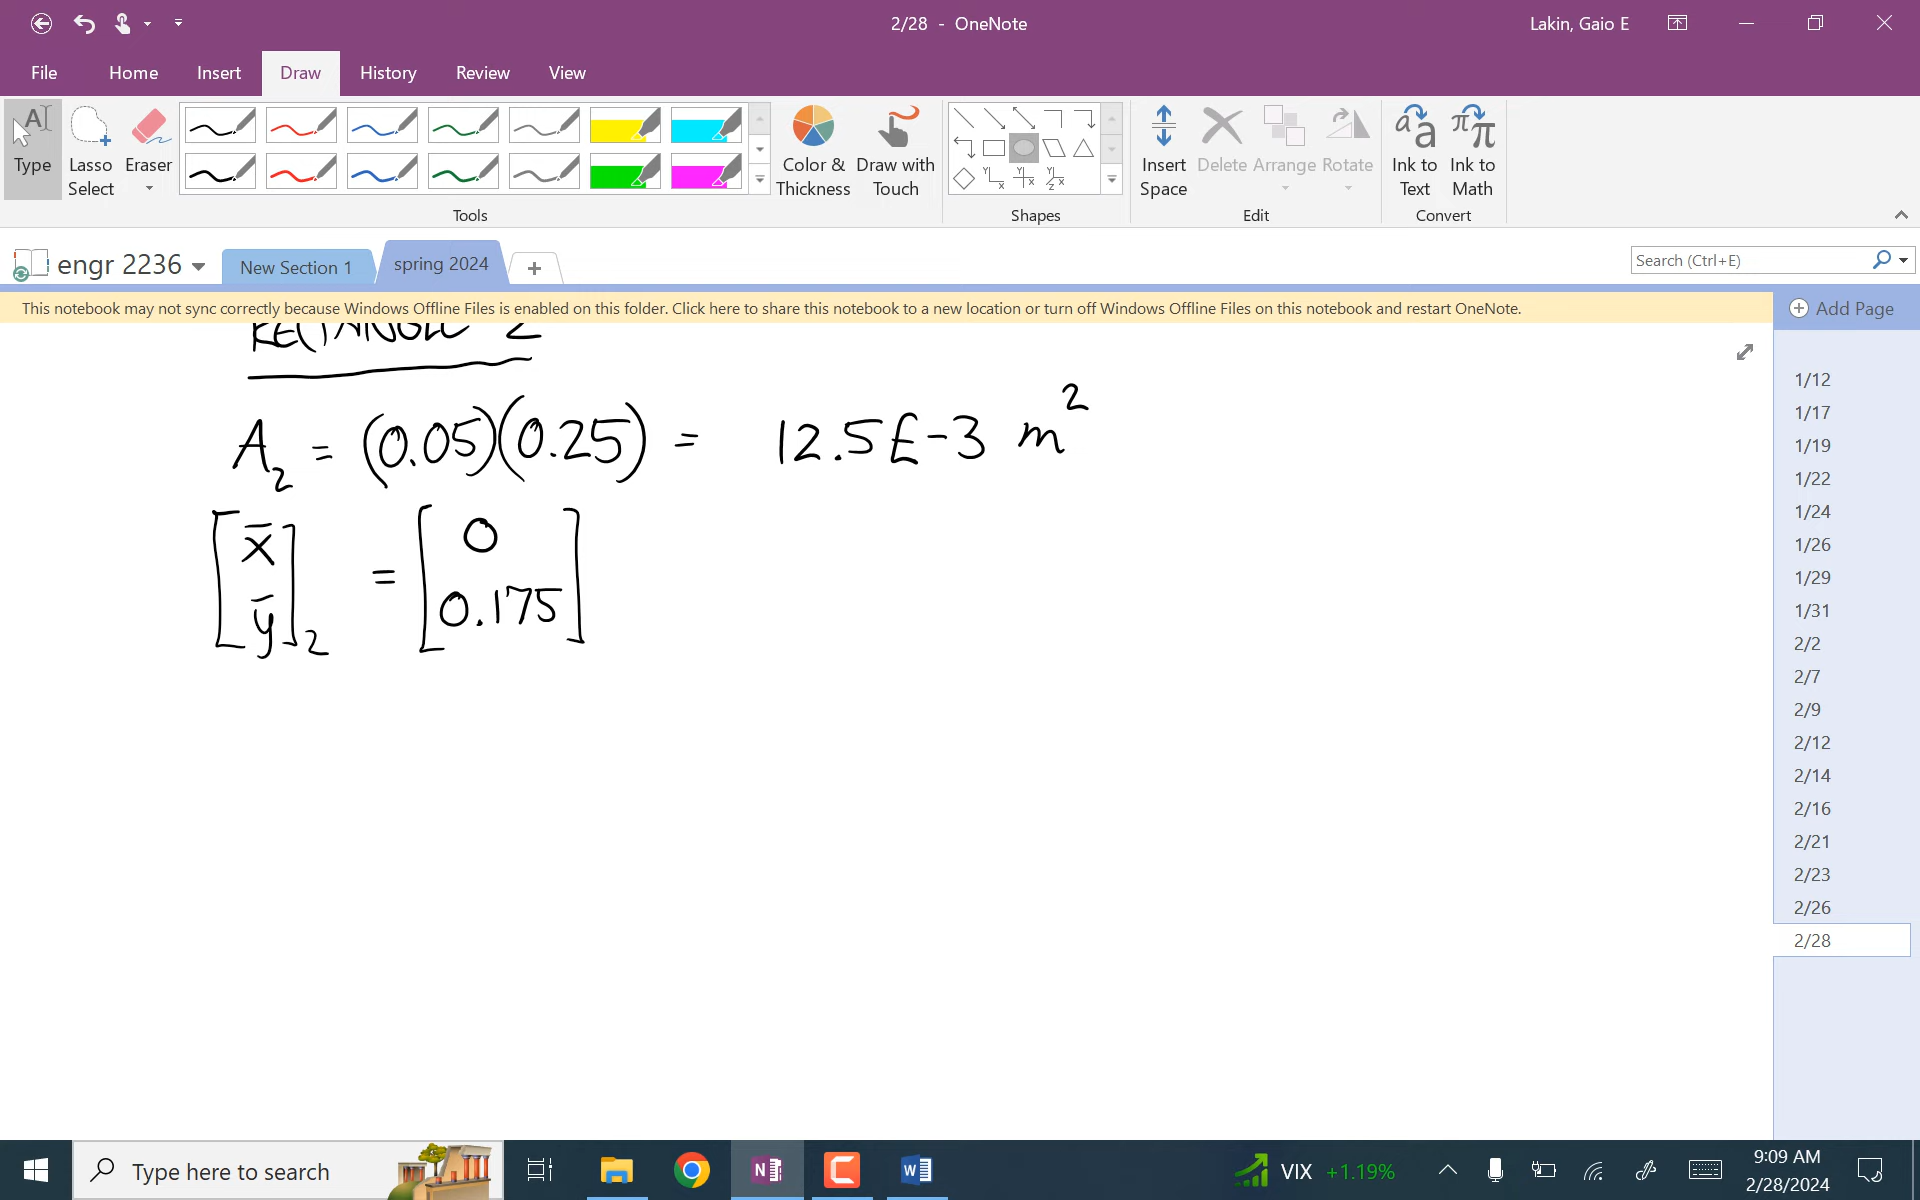 2/28 - OneNote
Lakin, Gaio E
File Home Insert Draw History Review View
Type
Lasso Select
Eraser
Color & Thickness
Draw with Touch
Insert Space
Delete
Arrange
Rotate
Ink to Text
Ink to Math
Tools
Shapes
Edit
Convert
engr 2236
New Section 1
spring 2024
Search (Ctrl+E)
This notebook may not sync correctly because Windows Offline Files is enabled on this folder. Click here to share this notebook to a new location or turn off Windows Offline Files on this notebook and restart OneNote.
Add Page
RECTANGLE 2
A₂ = (0.05)(0.25) = 12.5E-3 m²
[x̄ ȳ]₂ = [0 0.175]
1/12
1/17
1/19
1/22
1/24
1/26
1/29
1/31
2/2
2/7
2/9
2/12
2/14
2/16
2/21
2/23
2/26
2/28
Type here to search
VIX +1.19%
9:09 AM
2/28/2024